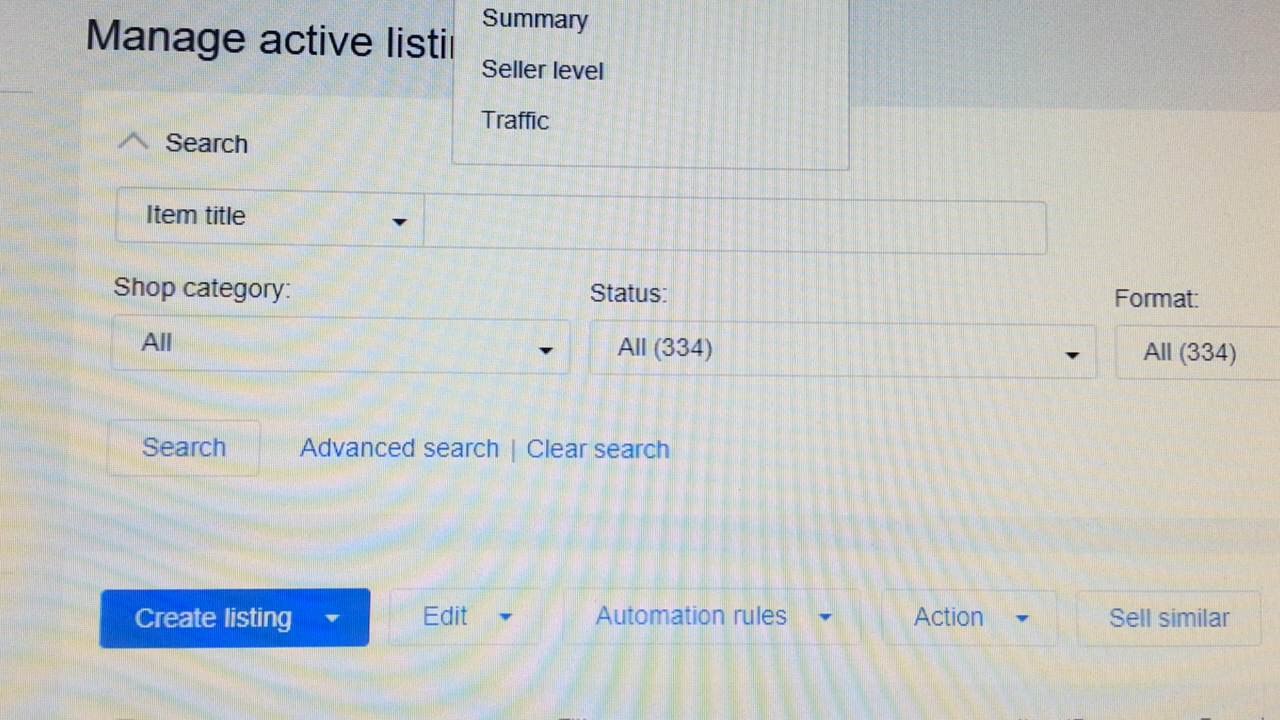 Manage active listi
Summary
Seller level
Traffic
Search
Item title
Shop category:
Status:
Format:
All
All (334)
All (334)
Search
Advanced search | Clear search
Create listing
Edit
Automation rules
Action
Sell similar